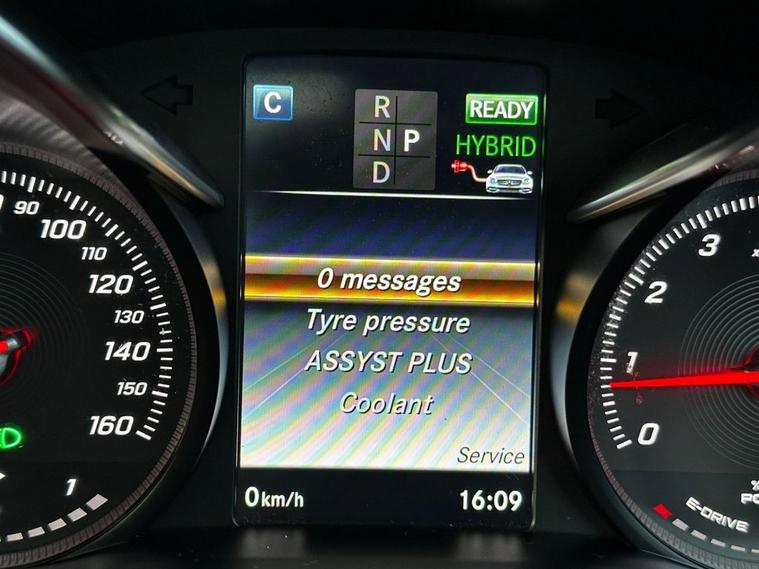 C
R
N P
D
READY
HYBRID
0 messages
Tyre pressure
ASSYST PLUS
Coolant
Service
0km/h
16:09
90
100
110
120
130
140
150
160
1
3
2
1
0
%
E-DRIVE